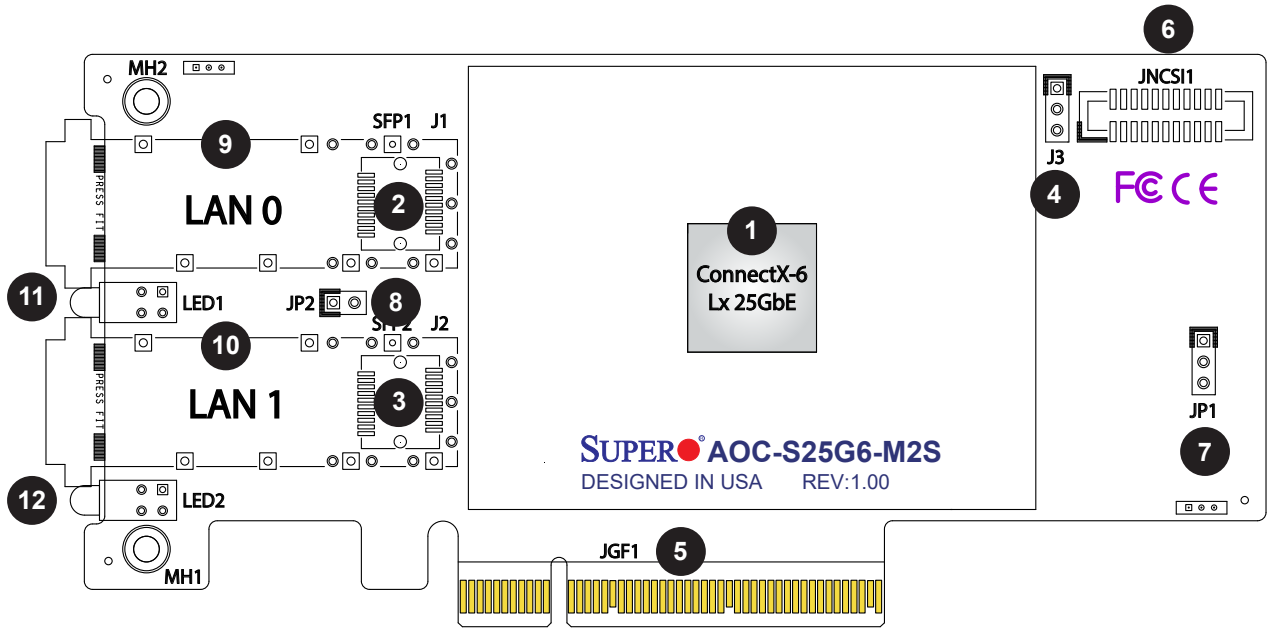 6
MH2
JNCSI1
SFP1 J1
9
J3
PRESS FIT
LAN 0
2
4
FC CE
1
ConnectX-6
Lx 25GbE
11
LED1
JP2
8
SFP2 J2
10
PRESS FIT
LAN 1
3
JP1
7
SUPER® AOC-S25G6-M2S
DESIGNED IN USA REV:1.00
12
LED2
JGF1
5
MH1